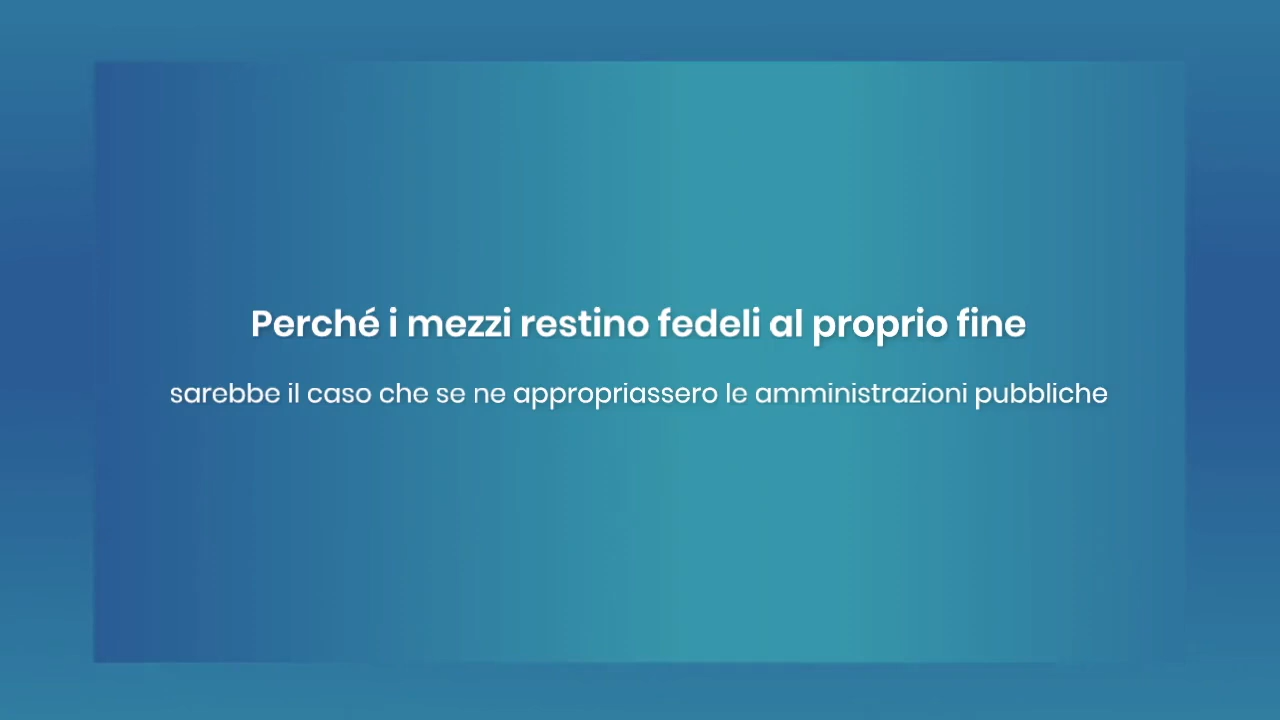 Perché i mezzi restino fedeli al proprio fine
sarebbe il caso che se ne appropriassero le amministrazioni pubbliche